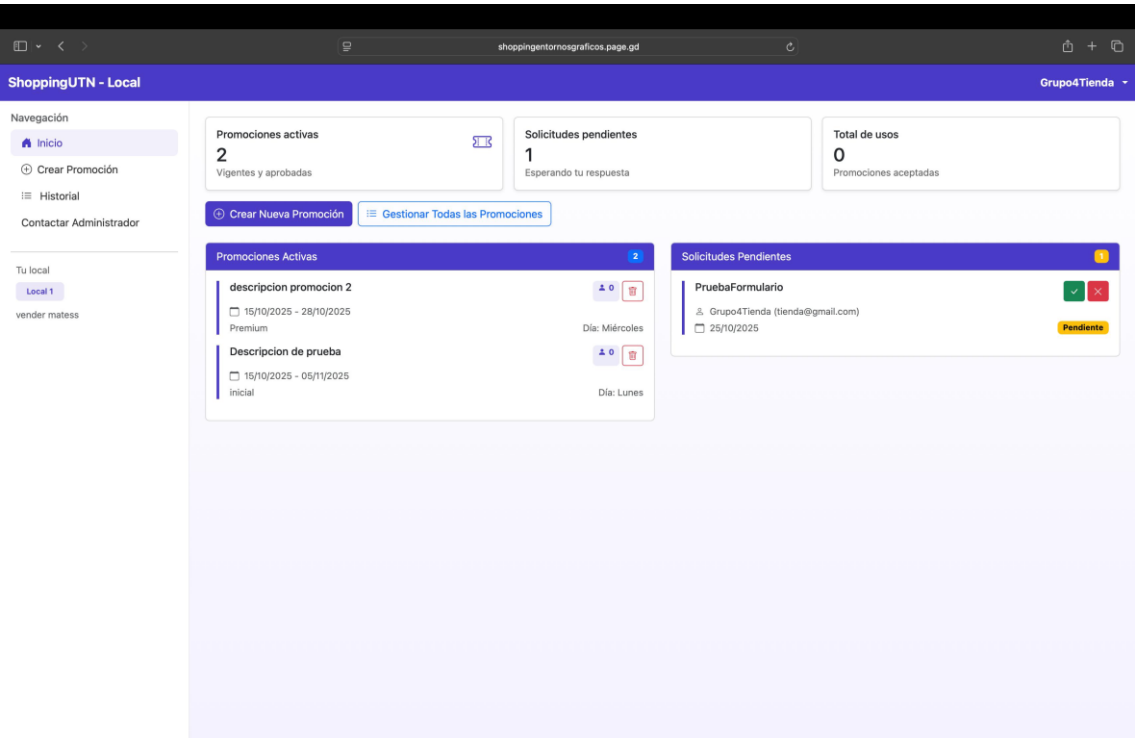 shoppingentornosgraficos.page.gd
ShoppingUTN - Local
Grupo4Tienda
Navegación
Inicio
Crear Promoción
Historial
Contactar Administrador
Tu local
Local 1
vender matess
Promociones activas
2
Vigentes y aprobadas
Solicitudes pendientes
1
Esperando tu respuesta
Total de usos
0
Promociones aceptadas
Crear Nueva Promoción
Gestionar Todas las Promociones
Promociones Activas 2
descripcion promocion 2 0
15/10/2025 - 28/10/2025
Premium Día: Miércoles
Descripcion de prueba 0
15/10/2025 - 05/11/2025
inicial Día: Lunes
Solicitudes Pendientes 1
PruebaFormulario
Grupo4Tienda (tienda@gmail.com)
25/10/2025 Pendiente